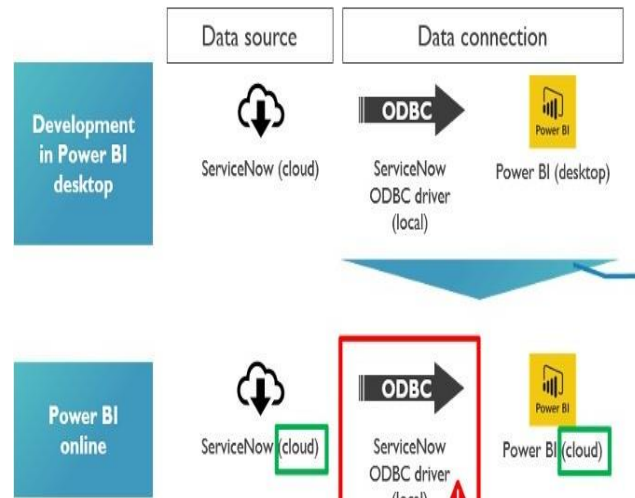 Data source
Data connection
Development
in Power BI
desktop
ODBC
Power BI
ServiceNow (cloud)
ServiceNow
ODBC driver
(local)
Power BI (desktop)
Power BI
online
ODBC
Power BI
ServiceNow (cloud)
ServiceNow
ODBC driver
(local)
Power BI (cloud)